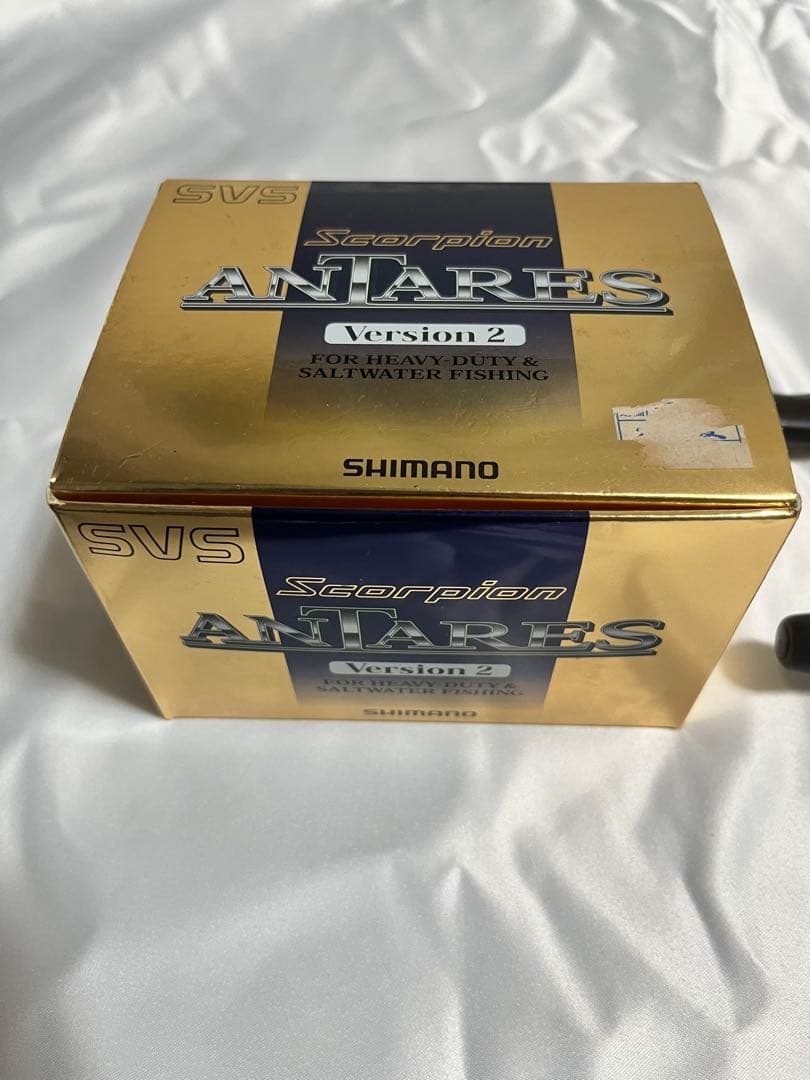 SVS
Scorpion
ANTARES
Version 2
FOR HEAVY-DUTY &
SALTWATER FISHING
SHIMANO
SVS
Scorpion
ANTARES
Version 2
FOR HEAVY-DUTY &
SALTWATER FISHING
SHIMANO